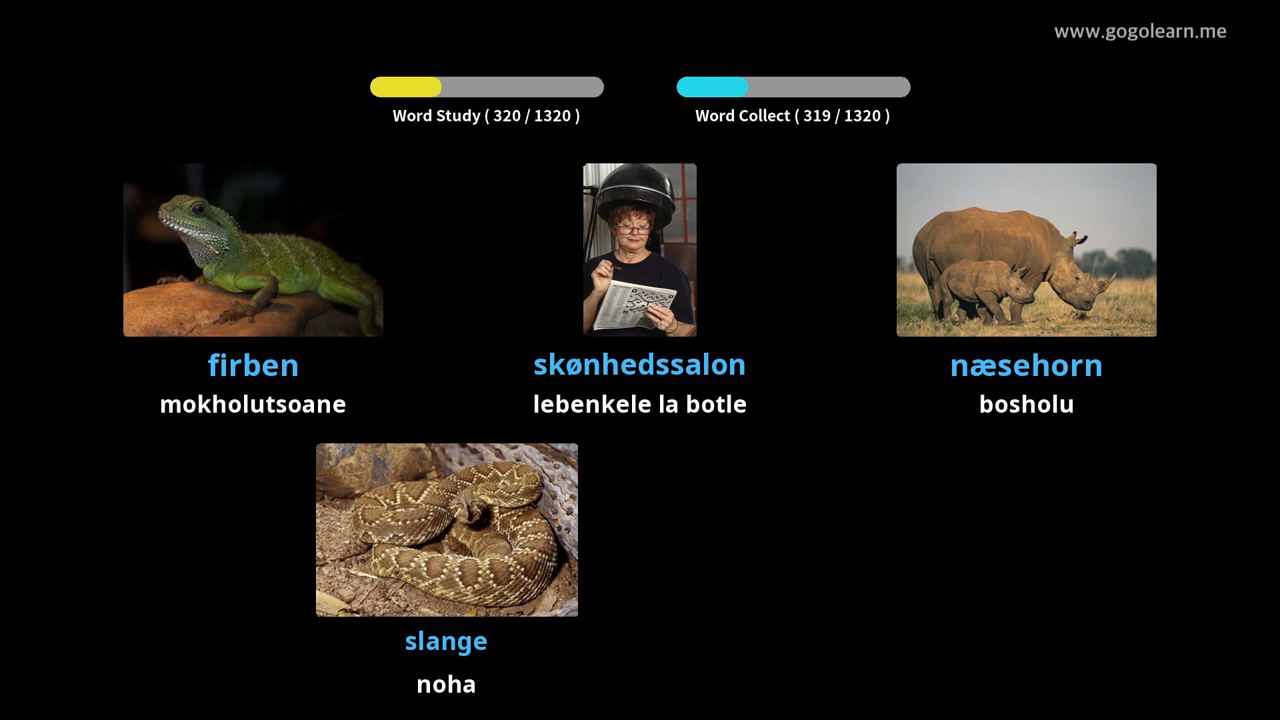 www.gogolearn.me
Word Study ( 320 / 1320 )
Word Collect ( 319 / 1320 )
firben
mokholutsoane
skønhedssalon
lebenkele la botle
næsehorn
bosholu
slange
noha